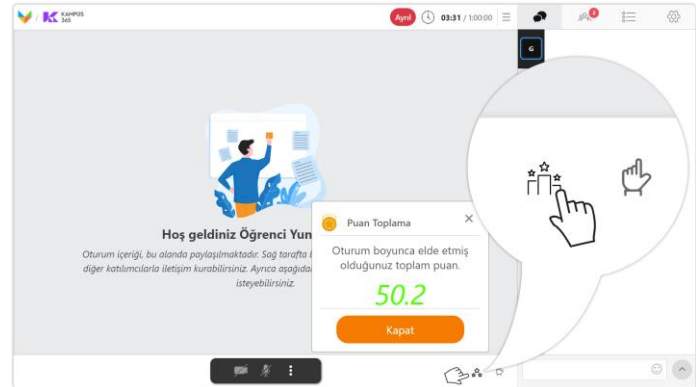 KAMPUS
365
Ayrıl
03:31 / 1:00:00
3
G
Hoş geldiniz Öğrenci Yun
Oturum içeriği, bu alanda paylaşılmaktadır. Sağ tarafta
diğer katılımcılarla iletişim kurabilirsiniz. Ayrıca aşağıda
isteyebilirsiniz.
Puan Toplama
Oturum boyunca elde etmiş
olduğunuz toplam puan.
50.2
Kapat